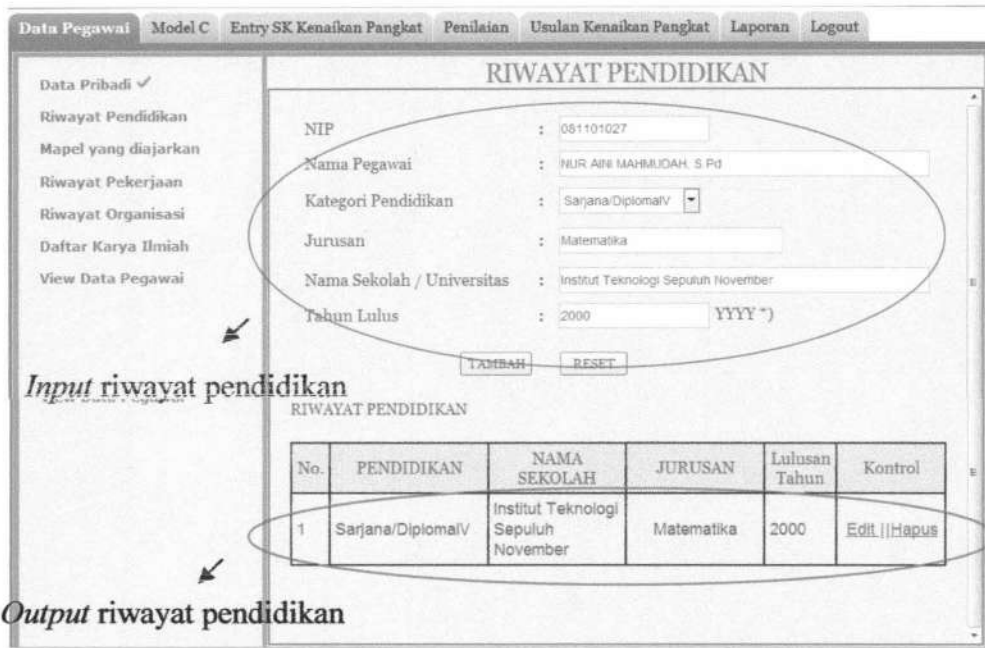 Data Pegawai Model C Entry SK Kenaikan Pangkat Penilaian Usulan Kenaikan Pangkat Laporan Logout
Data Pribadi ✓
Riwayat Pendidikan
Mapel yang diajarkan
Riwayat Pekerjaan
Riwayat Organisasi
Daftar Karya Ilmiah
View Data Pegawai
RIWAYAT PENDIDIKAN
NIP : 081101027
Nama Pegawai : NUR AINI MAHMUDAH, S.Pd
Kategori Pendidikan : Sarjana/DiplomaIV
Jurusan : Matematika
Nama Sekolah / Universitas : Institut Teknologi Sepuluh November
Tahun Lulus : 2000 YYYY *)
TAMBAH RESET
Input riwayat pendidikan
View Data Pegawai
RIWAYAT PENDIDIKAN
No. PENDIDIKAN NAMA SEKOLAH JURUSAN Lulusan Tahun Kontrol
1 Sarjana/DiplomaIV Institut Teknologi Sepuluh November Matematika 2000 Edit ||Hapus
Output riwayat pendidikan